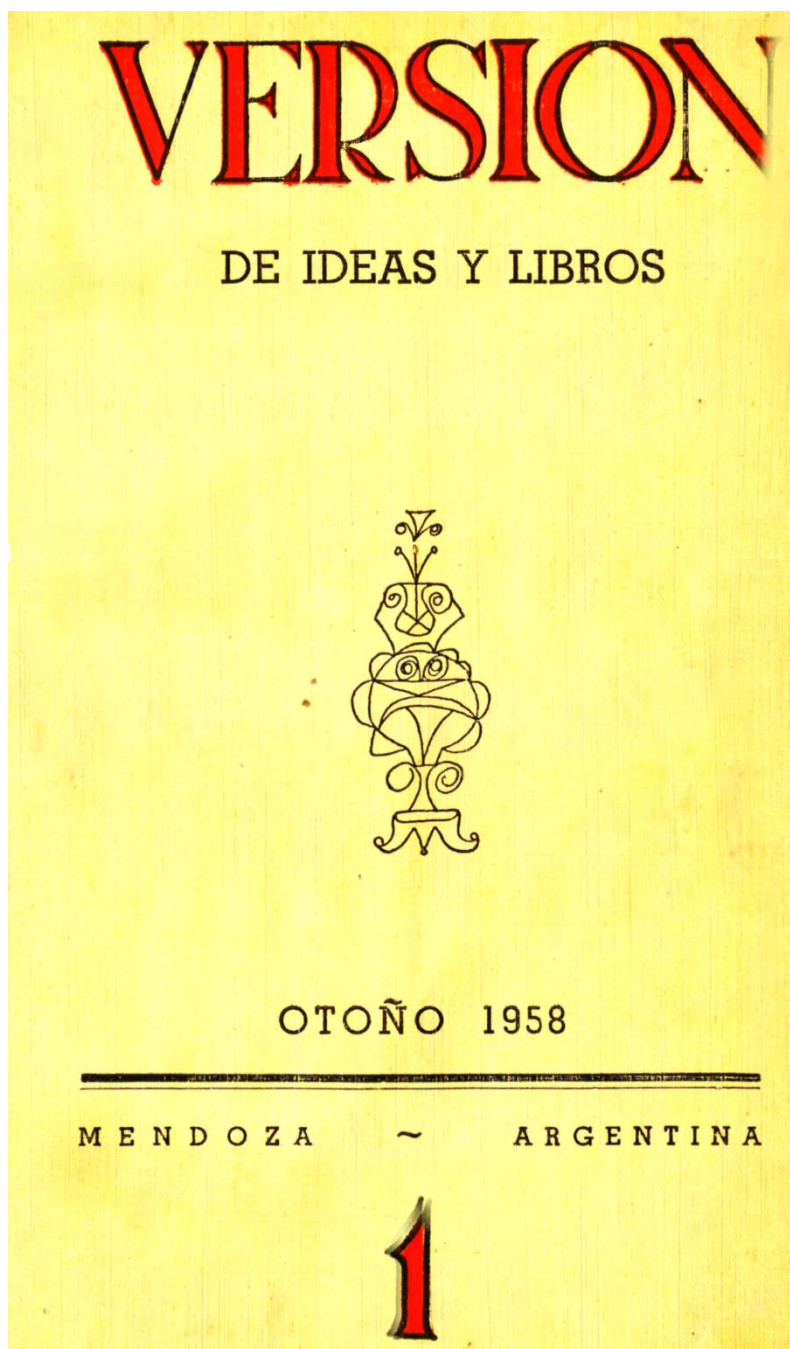 VERSION
DE IDEAS Y LIBROS
OTOÑO 1958
MENDOZA ~ ARGENTINA
1